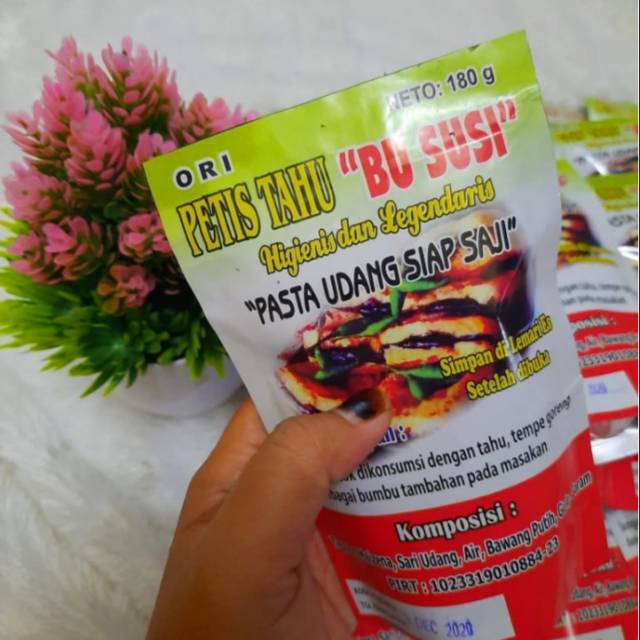 ORI
NETO: 180 g
PETIS TAHU "BU SUSI"
Higienis dan Legendaris
"PASTA UDANG SIAP SAJI"
Simpan di Lemari Es
Setelah dibuka
dikonsumsi dengan tahu, tempe goreng
bumbu tambahan pada masakan
Komposisi :
Sari Udang, Air, Bawang Putih,
PIRT : 1023319010884-23
DEC 2020
Komposisi :